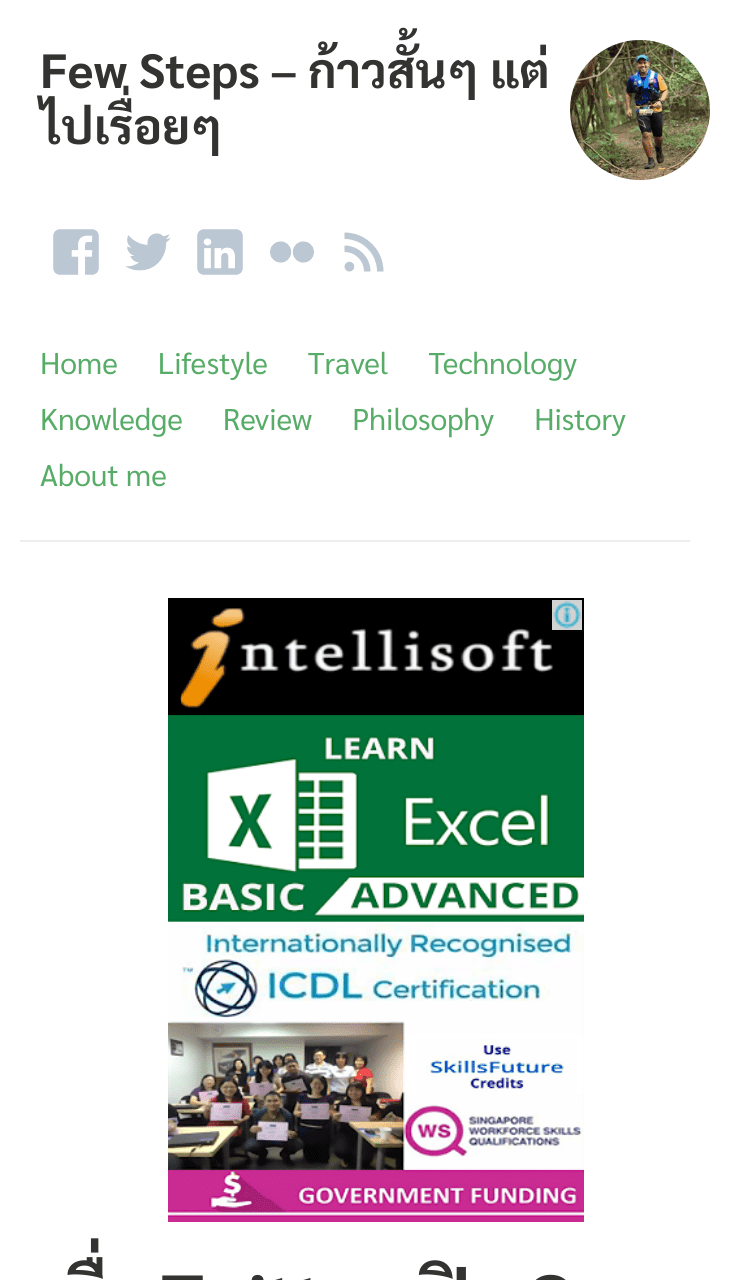 Few Steps – ก้าวสั้นๆ แต่
ไปเรื่อยๆ
Home Lifestyle Travel Technology
Knowledge Review Philosophy History
About me
intellisoft
LEARN
Excel
BASIC ADVANCED
Internationally Recognised
™ ICDL Certification
Use
SkillsFuture
Credits
WS SINGAPORE
WORKFORCE SKILLS
QUALIFICATIONS
$ GOVERNMENT FUNDING